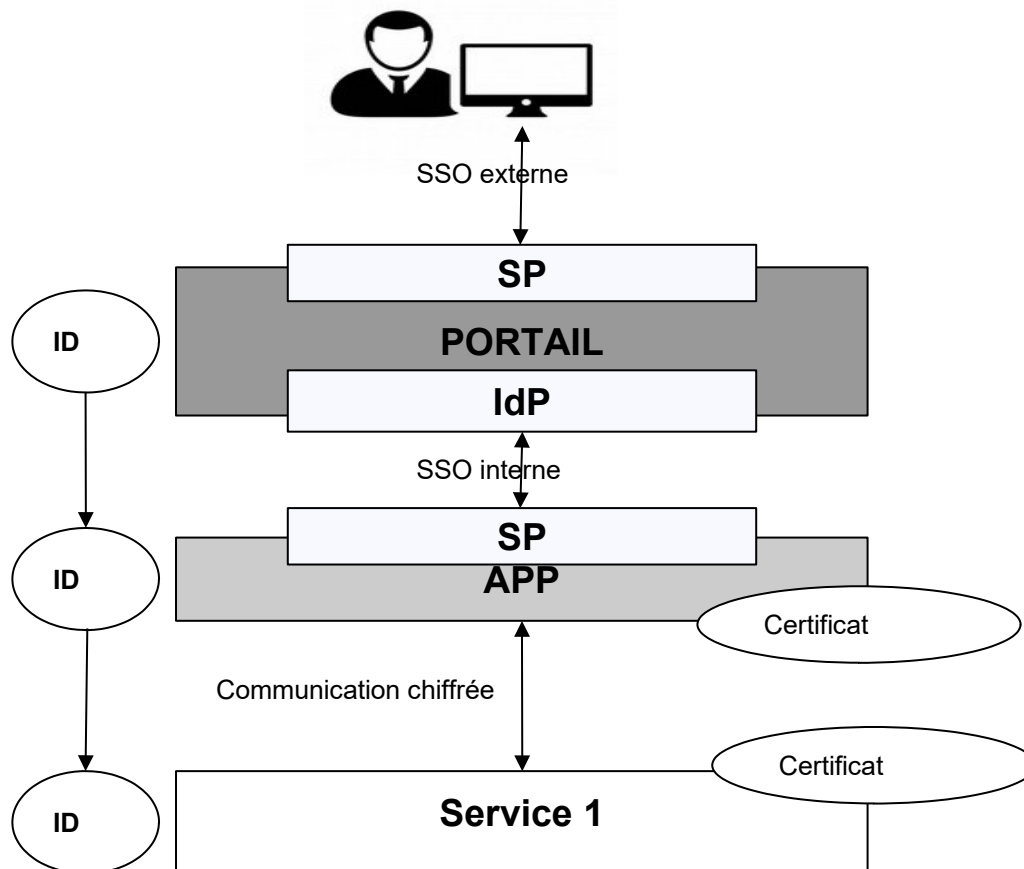 SSO externe
SP
ID
PORTAIL
IdP
SSO interne
SP
ID
APP
Certificat
Communication chiffrée
Certificat
ID
Service 1